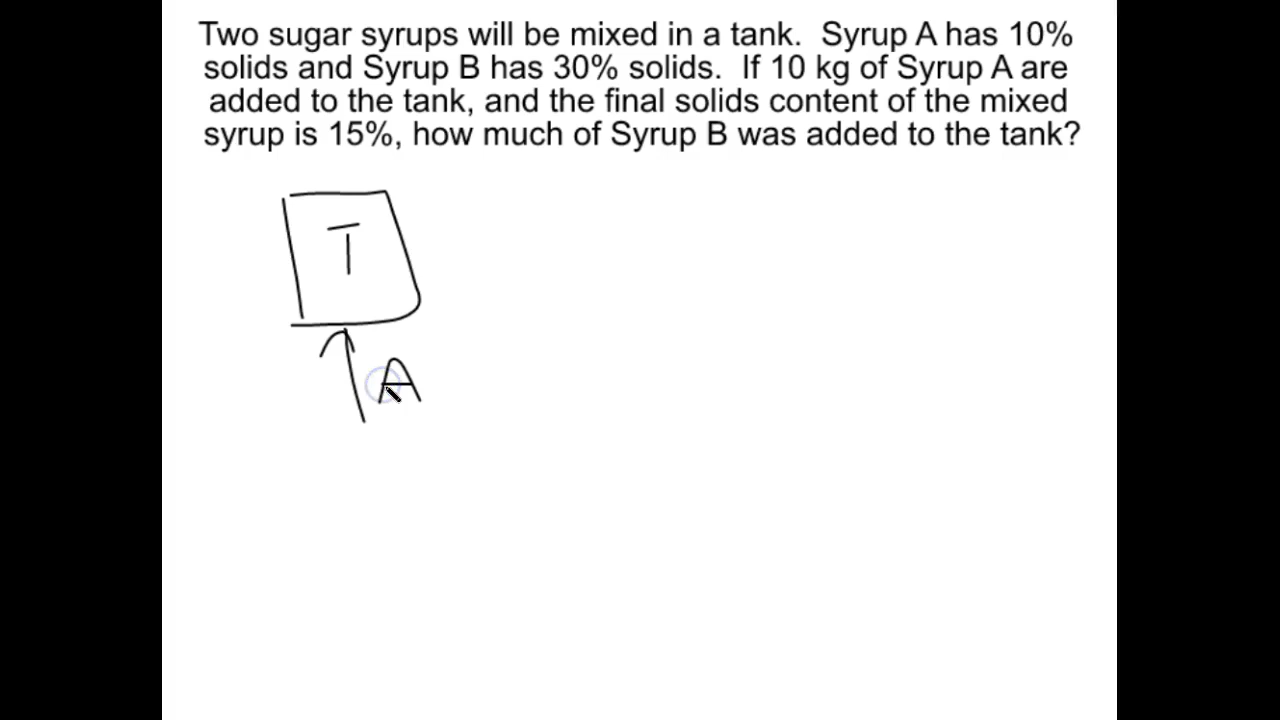 Two sugar syrups will be mixed in a tank.  Syrup A has 10%
solids and Syrup B has 30% solids.  If 10 kg of Syrup A are
added to the tank, and the final solids content of the mixed
syrup is 15%, how much of Syrup B was added to the tank?
T
A